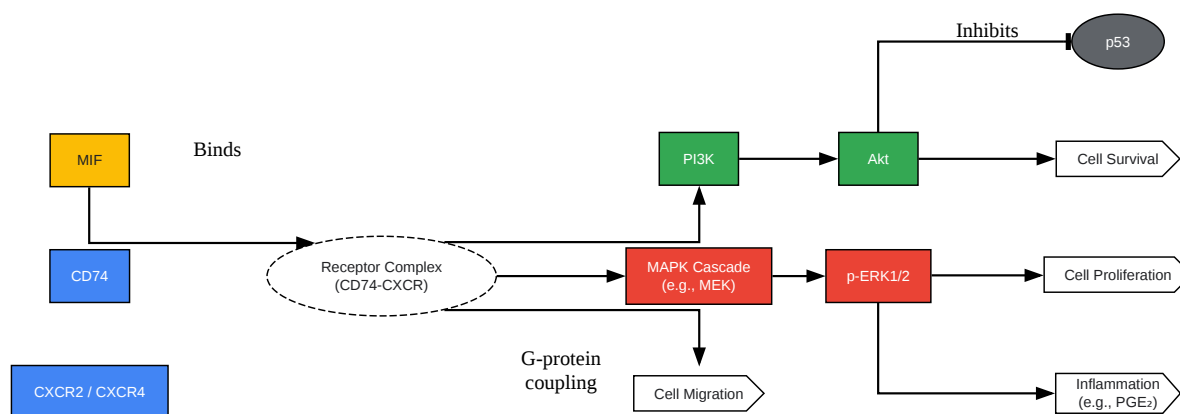 Inhibits
p53
MIF
Binds
PI3K
Akt
Cell Survival
CD74
Receptor Complex
(CD74-CXCR)
MAPK Cascade
(e.g., MEK)
p-ERK1/2
Cell Proliferation
G-protein
coupling
CXCR2 / CXCR4
Cell Migration
Inflammation
(e.g., PGE₂)